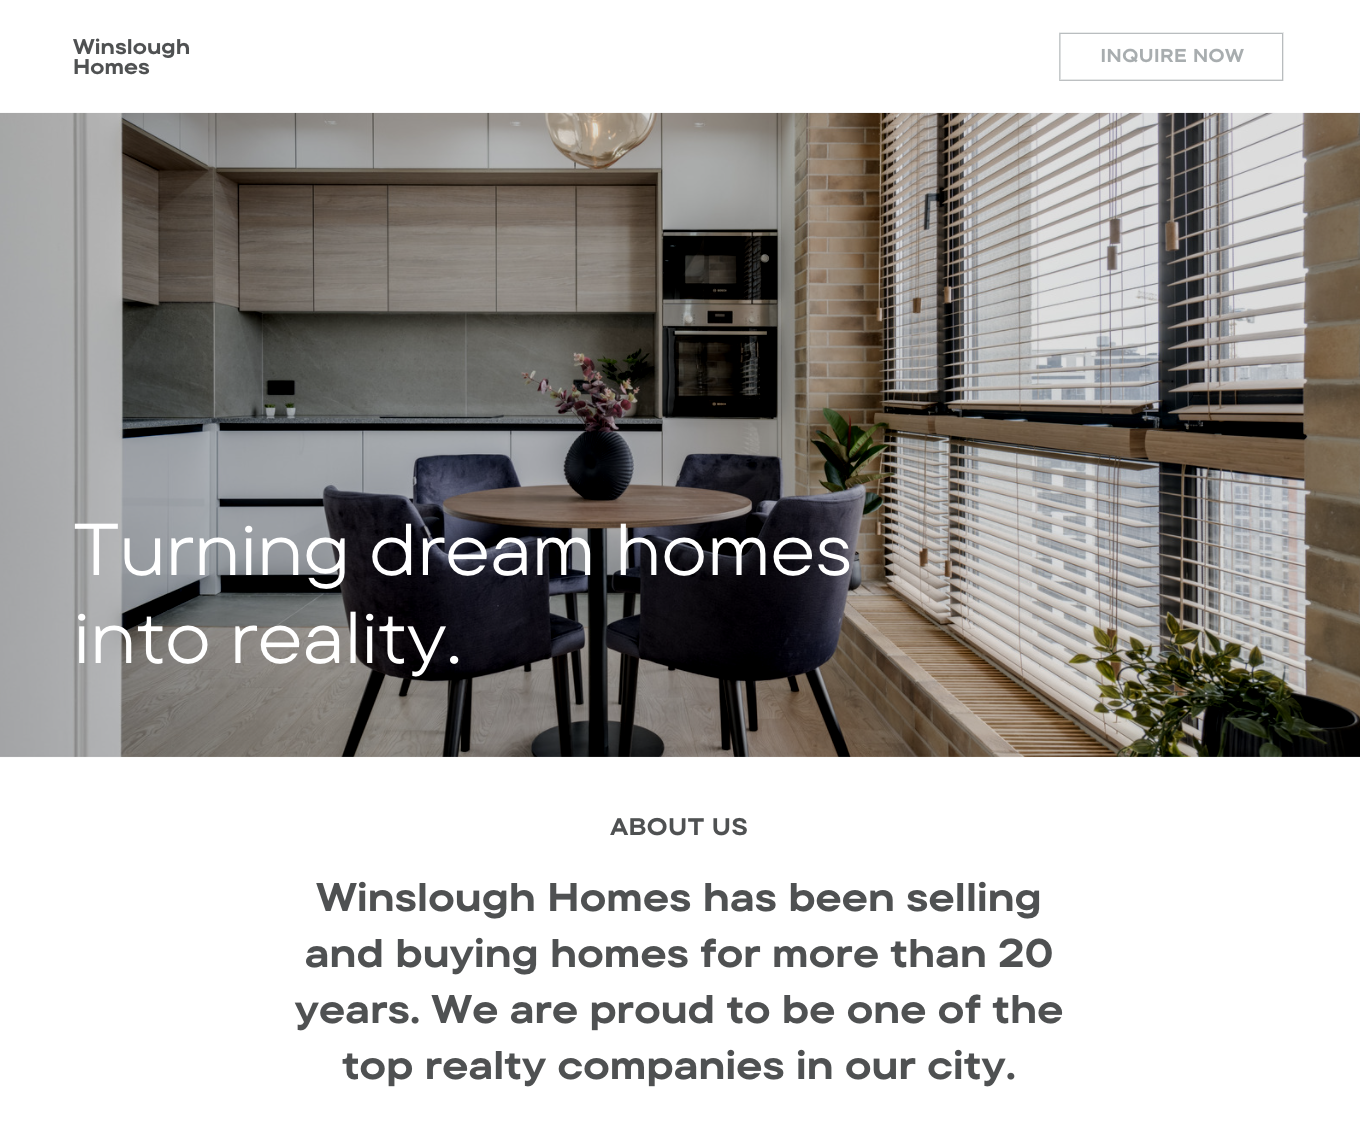 Winslough
Homes
INQUIRE NOW
Turning dream homes
into reality.
ABOUT US
Winslough Homes has been selling
and buying homes for more than 20
years. We are proud to be one of the
top realty companies in our city.